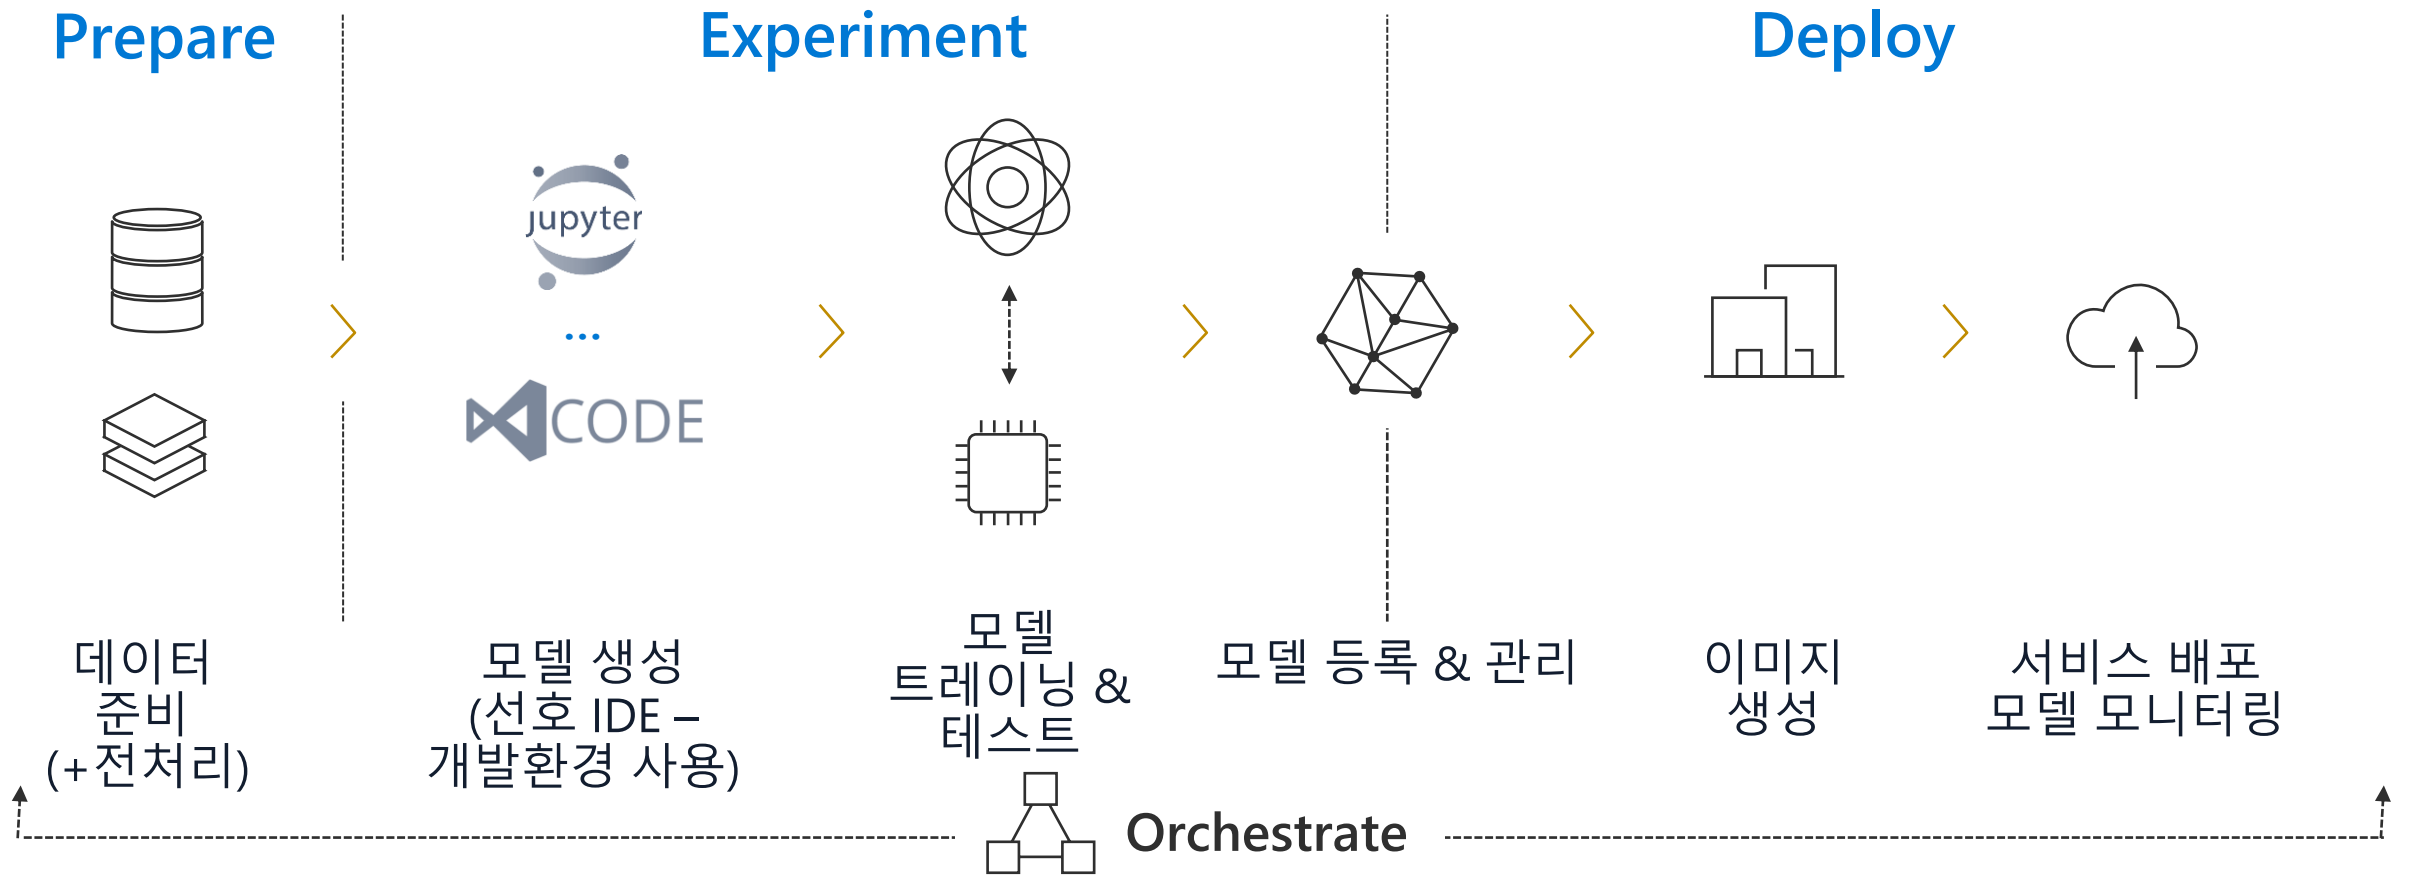 Prepare
Experiment
Deploy
jupyter
...
CODE
데이터
준비
(+전처리)
모델 생성
(선호 IDE –
개발환경 사용)
모델
트레이닝 &
테스트
모델 등록 & 관리
이미지
생성
서비스 배포
모델 모니터링
Orchestrate